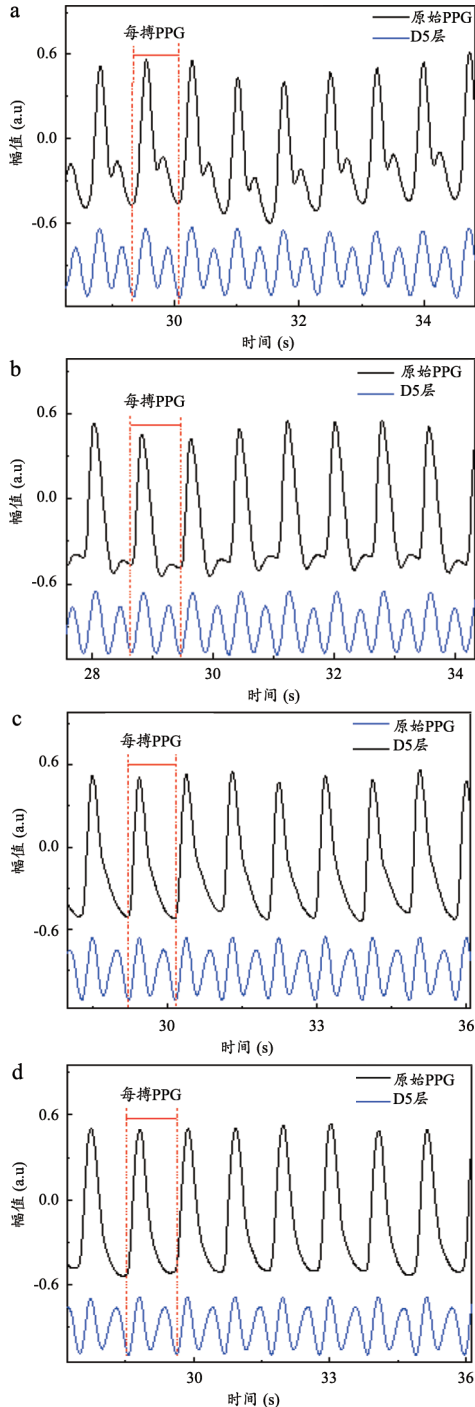 a
每搏PPG
原始PPG
D5层
0.6
0.0
-0.6
幅值 (a.u)
30
32
34
时间 (s)
b
每搏PPG
原始PPG
D5层
0.6
0.0
-0.6
幅值 (a.u)
28
30
32
34
时间 (s)
c
每搏PPG
原始PPG
D5层
0.6
0.0
-0.6
幅值 (a.u)
30
33
36
时间 (s)
d
每搏PPG
原始PPG
D5层
0.6
0.0
-0.6
幅值 (a.u)
30
33
36
时间 (s)